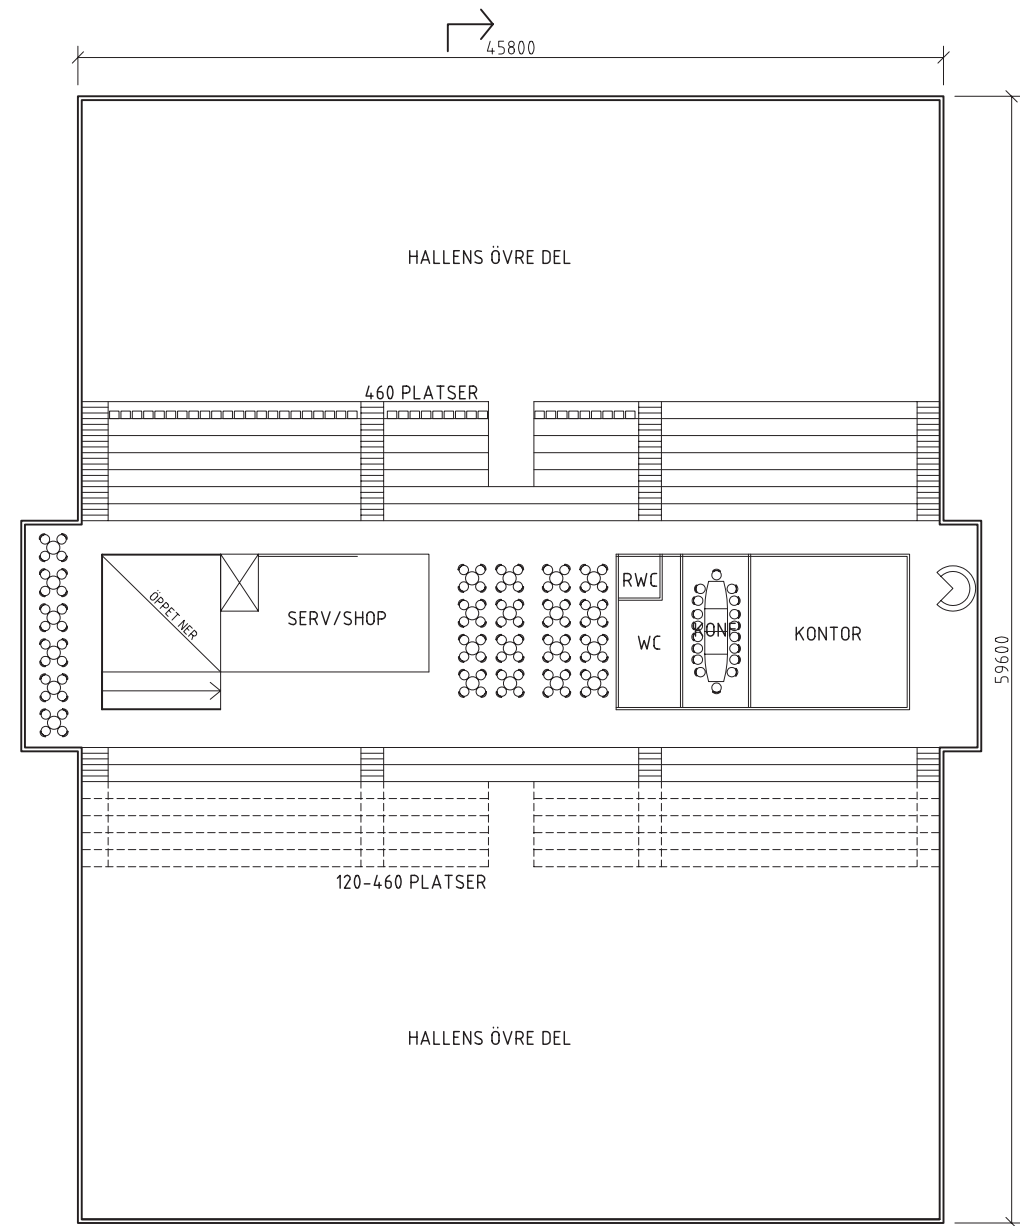 45800
HALLENS ÖVRE DEL
460 PLATSER
ÖPPET NER
SERV/SHOP
RWC
WC
KONF
KONTOR
59600
120-460 PLATSER
HALLENS ÖVRE DEL